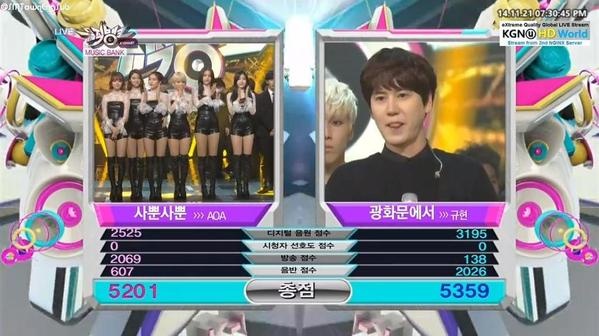 @SMTownEngSub
14.11.21 07:30:45 PM
eXtreme Quality Global LIVE Stream
KGN U HD World
Stream from 2nd NGINX Server
LIVE
뮤직
MUSIC BANK
사뿐사뿐 >>> AOA
광화문에서 >>> 규현
2525 디지털 음원 점수 3195
0 시청자 선호도 점수 0
2069 방송 점수 138
607 음반 점수 2026
5201 총점 5359